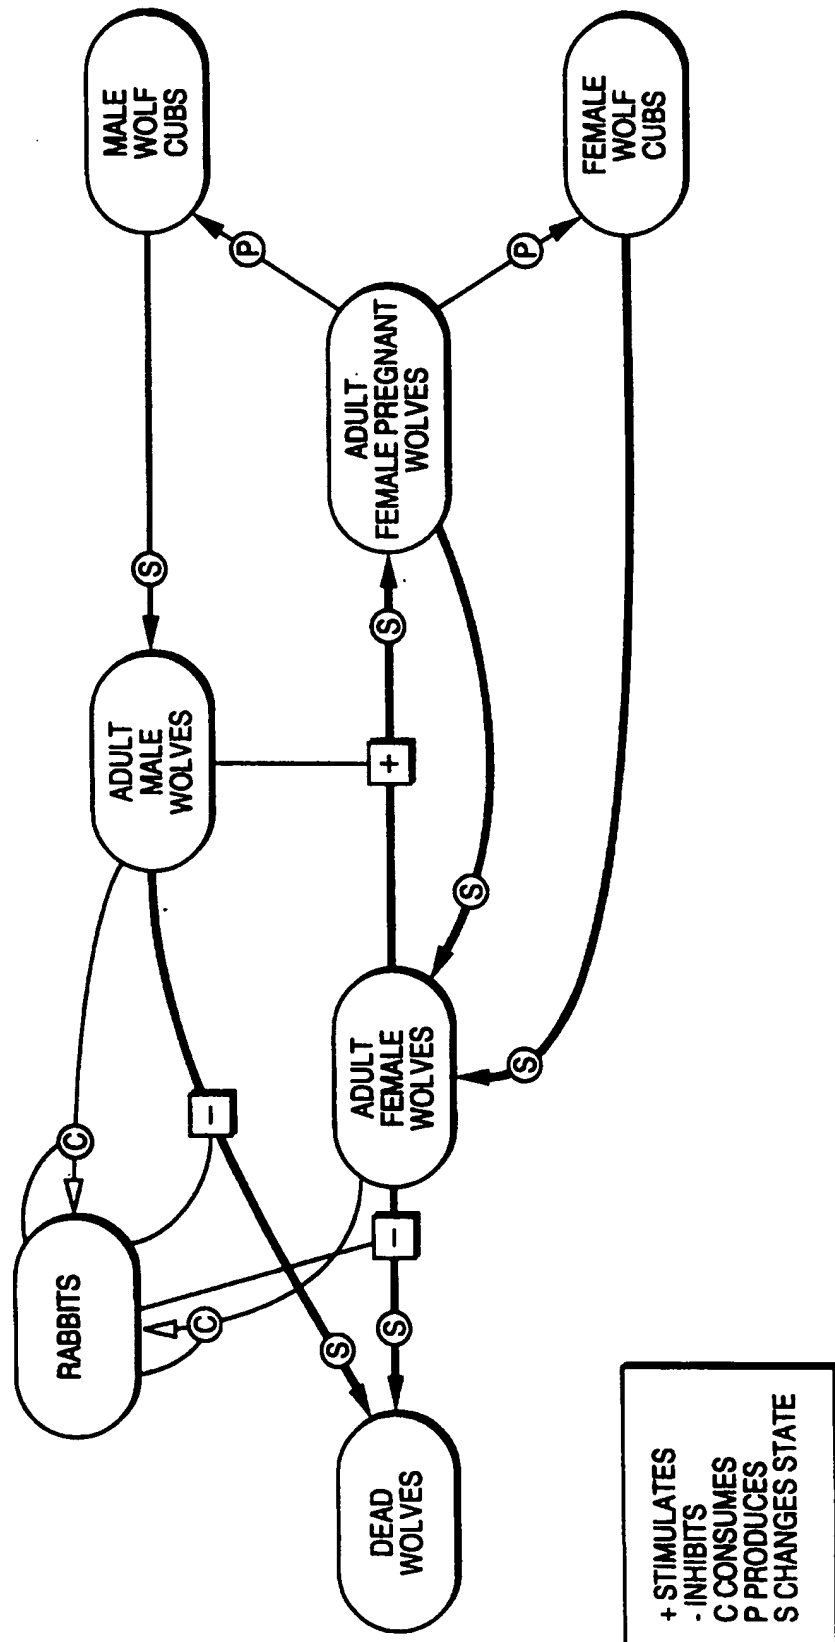 RABBITS
C
C
DEAD
WOLVES
S
S
-
-
ADULT
MALE
WOLVES
ADULT
FEMALE
WOLVES
+
S
S
S
S
ADULT
FEMALE PREGNANT
WOLVES
P
P
MALE
WOLF
CUBS
FEMALE
WOLF
CUBS
+ STIMULATES
- INHIBITS
C CONSUMES
P PRODUCES
S CHANGES STATE